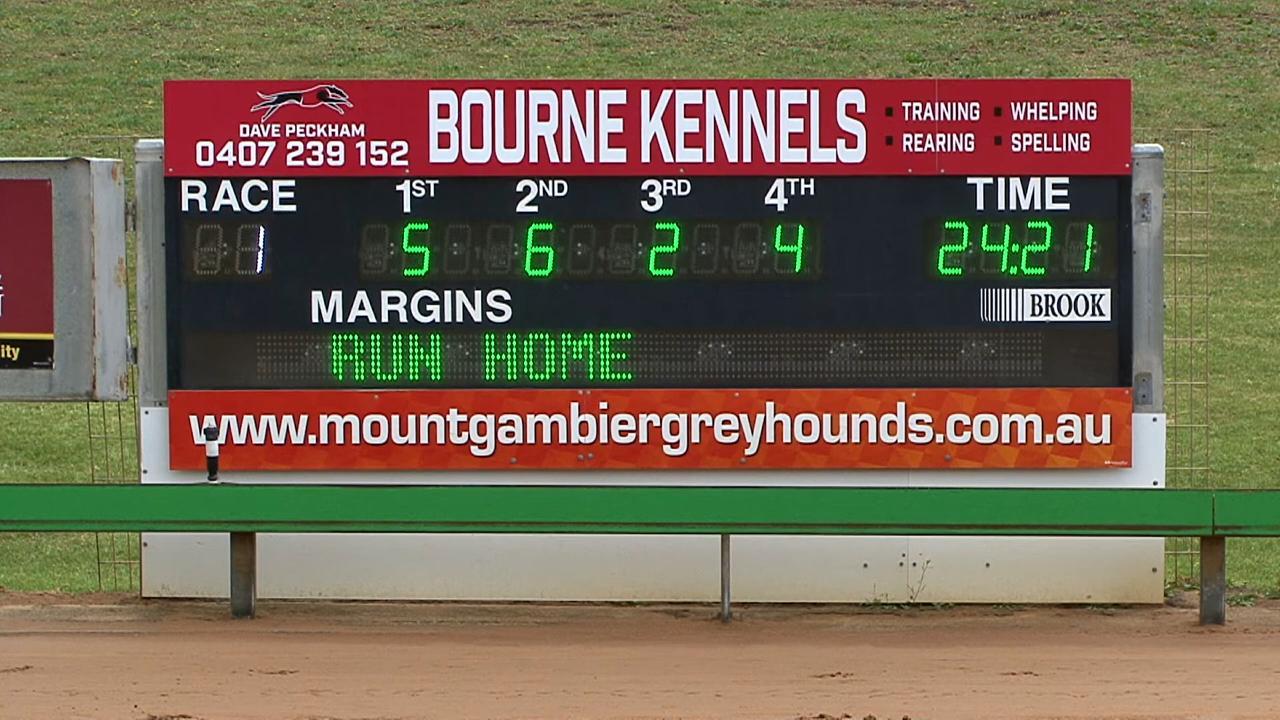 DAVE PECKHAM
0407 239 152
BOURNE KENNELS
▪ TRAINING ▪ WHELPING
▪ REARING ▪ SPELLING
RACE 1ST 2ND 3RD 4TH TIME
1 5 6 2 4 24:21
MARGINS
BROOK
RUN HOME
www.mountgambiergreyhounds.com.au
ity